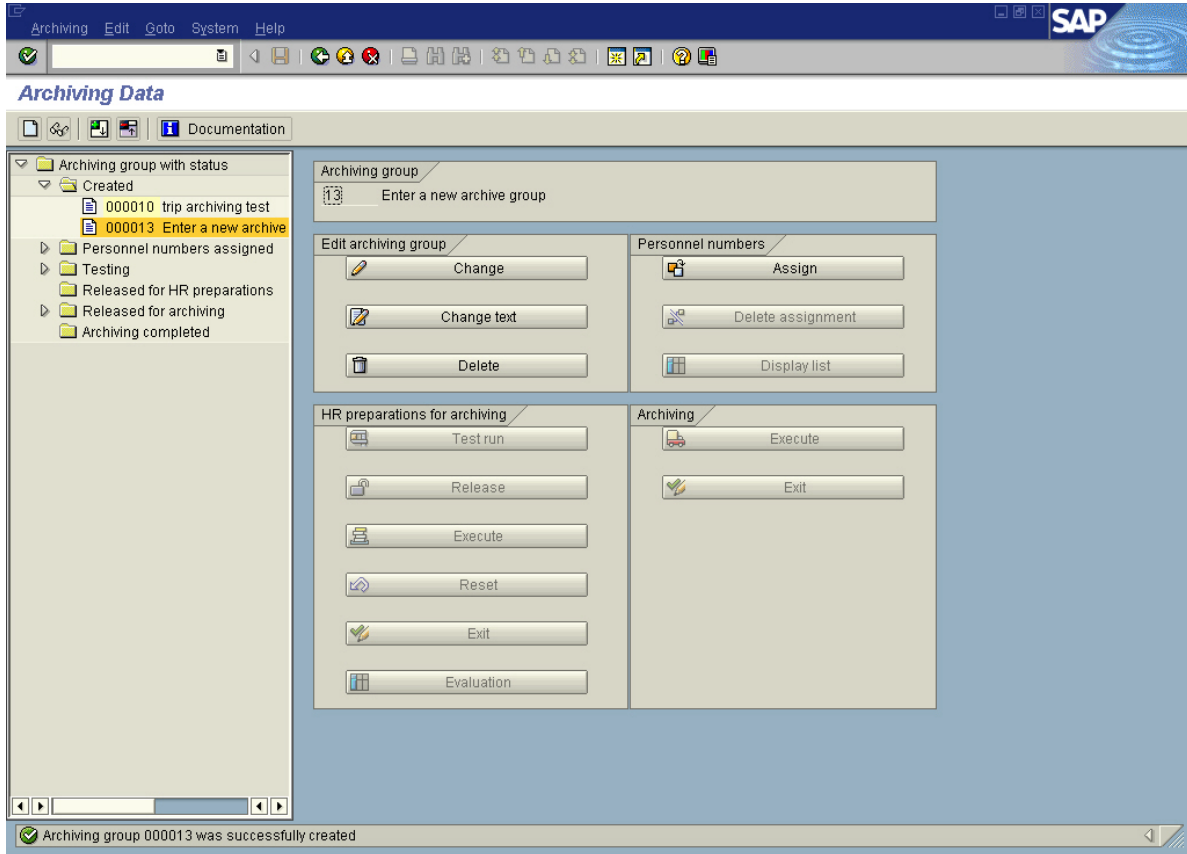 Archiving Edit Goto System Help
SAP
Archiving Data
Documentation
Archiving group with status
Created
000010 trip archiving test
000013 Enter a new archive
Personnel numbers assigned
Testing
Released for HR preparations
Released for archiving
Archiving completed
Archiving group
13 Enter a new archive group
Edit archiving group
Change
Change text
Delete
Personnel numbers
Assign
Delete assignment
Display list
HR preparations for archiving
Test run
Release
Execute
Reset
Exit
Evaluation
Archiving
Execute
Exit
Archiving group 000013 was successfully created